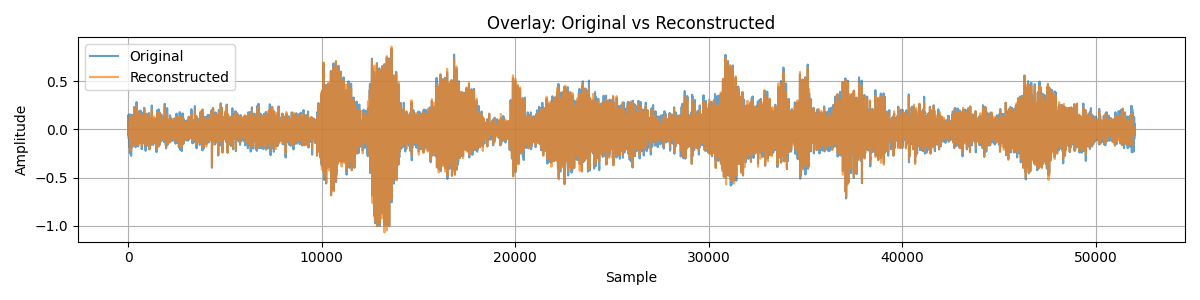 Overlay: Original vs Reconstructed
Original
Reconstructed
Amplitude
0.5
0.0
−0.5
−1.0
0 10000 20000 30000 40000 50000
Sample